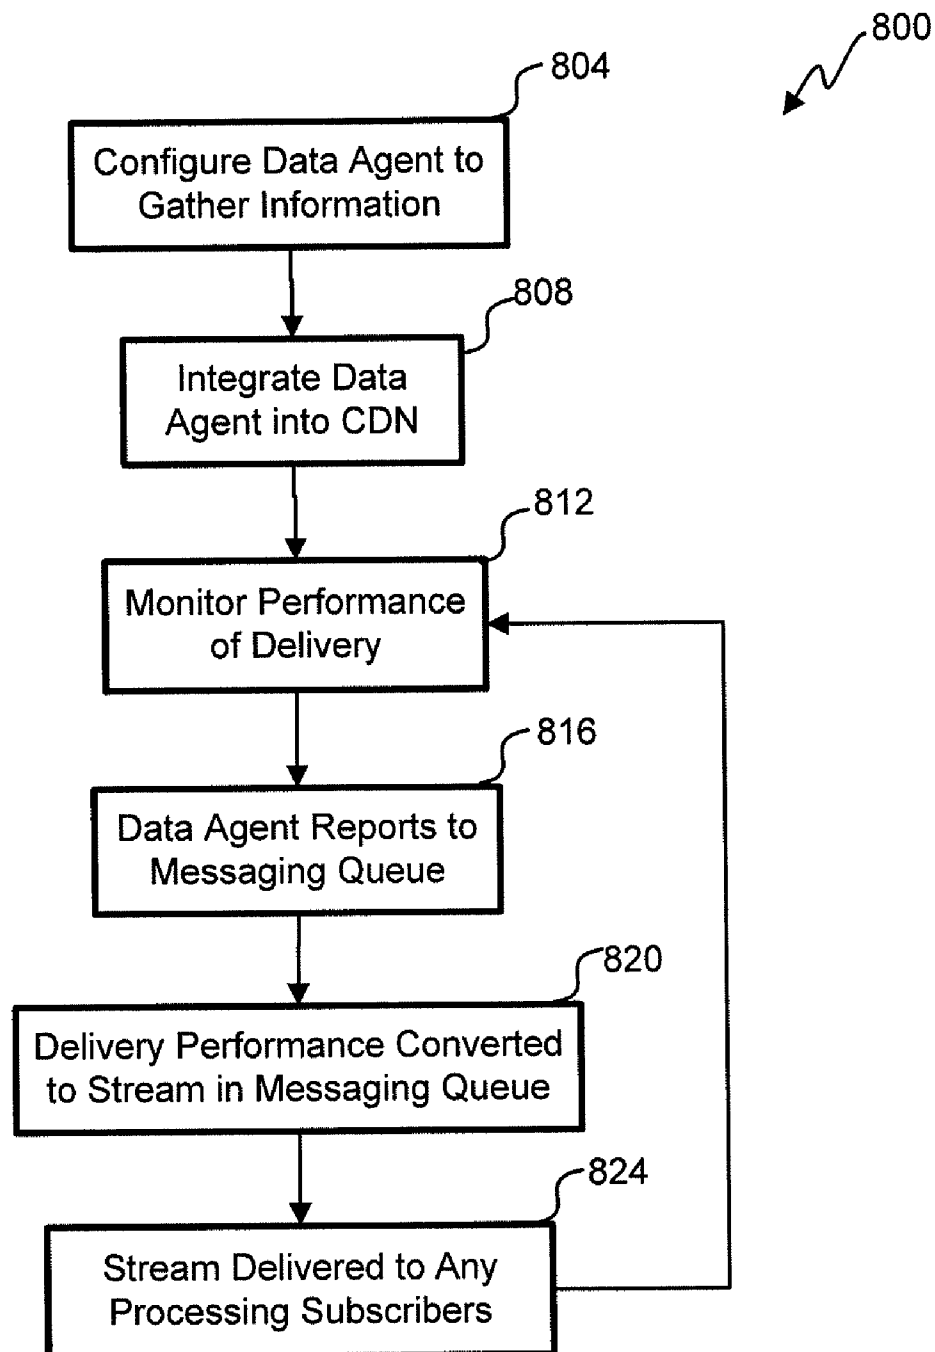 800
804
Configure Data Agent to
Gather Information
808
Integrate Data
Agent into CDN
812
Monitor Performance
of Delivery
816
Data Agent Reports to
Messaging Queue
820
Delivery Performance Converted
to Stream in Messaging Queue
824
Stream Delivered to Any
Processing Subscribers